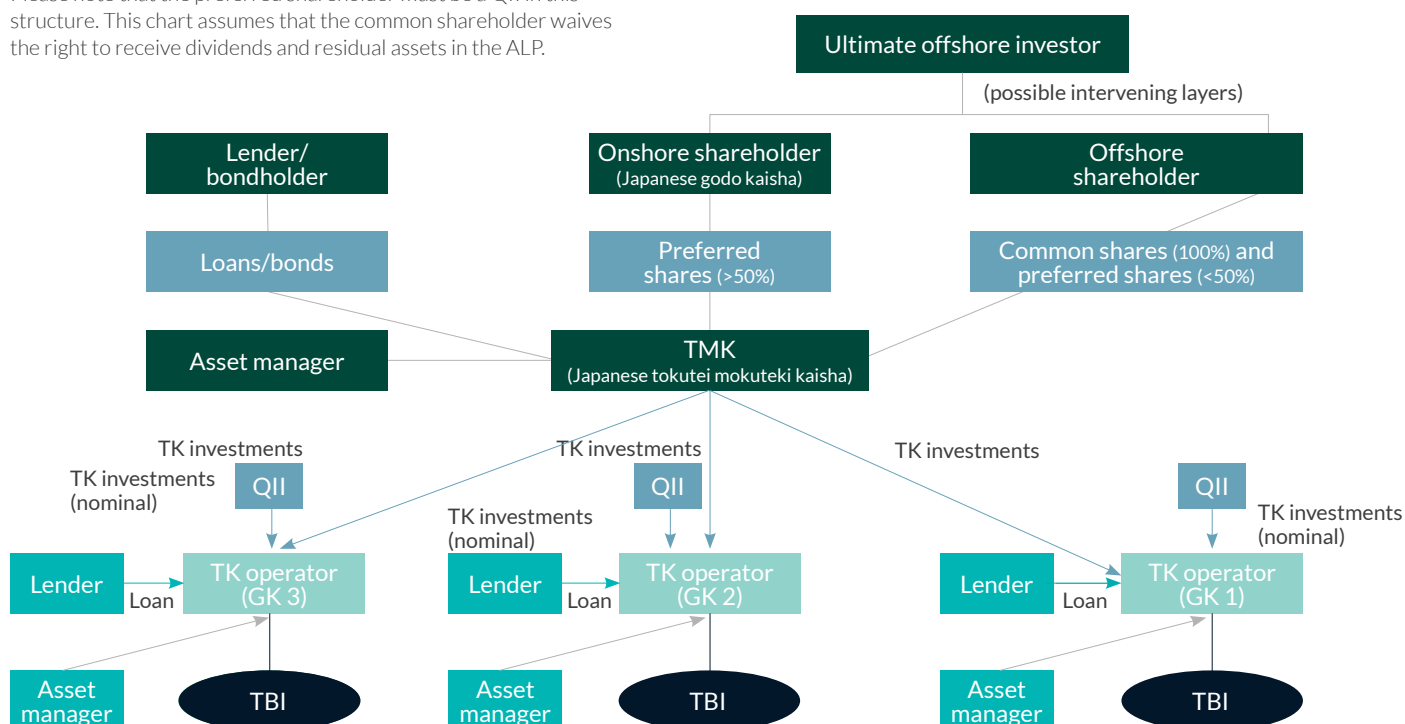 structure. This chart assumes that the common shareholder waives
the right to receive dividends and residual assets in the ALP.
Ultimate offshore investor
(possible intervening layers)
Lender/
bondholder
Onshore shareholder
(Japanese godo kaisha)
Offshore
shareholder
Loans/bonds
Preferred
shares (>50%)
Common shares (100%) and
preferred shares (<50%)
Asset manager
TMK
(Japanese tokutei mokuteki kaisha)
TK investments
TK investments
(nominal)
QII
TK investments
QII
TK investments
(nominal)
TK investments
QII
TK investments
(nominal)
Lender
Loan
TK operator
(GK 3)
Lender
Loan
TK operator
(GK 2)
Lender
Loan
TK operator
(GK 1)
Asset
manager
TBI
Asset
manager
TBI
Asset
manager
TBI